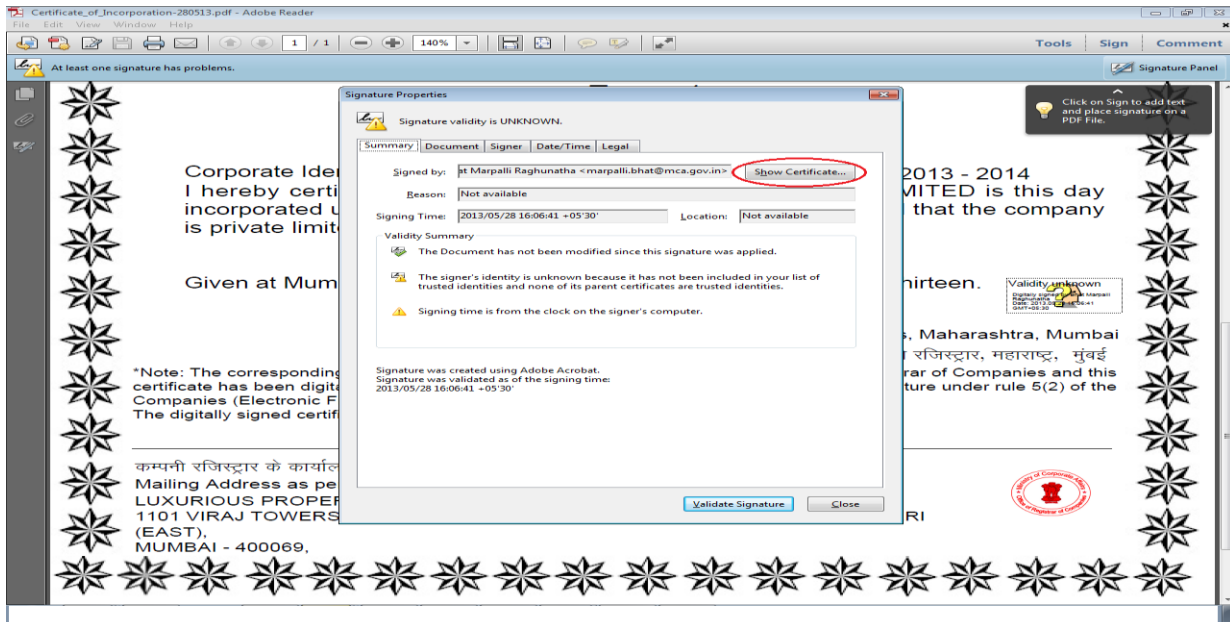 Certificate_of_Incorporation-280513.pdf - Adobe Reader
File Edit View Window Help
1 / 1 140% Tools Sign Comment
At least one signature has problems. Signature Panel
Click on Sign to add text
and place signature on a
PDF File.
Signature Properties
Signature validity is UNKNOWN.
Summary Document Signer Date/Time Legal
Signed by: at Marpalli Raghunatha <marpalli.bhat@mca.gov.in> Show Certificate...
Reason: Not available
Signing Time: 2013/05/28 16:06:41 +05'30' Location: Not available
Validity Summary
The Document has not been modified since this signature was applied.
The signer's identity is unknown because it has not been included in your list of
trusted identities and none of its parent certificates are trusted identities.
Signing time is from the clock on the signer's computer.
Signature was created using Adobe Acrobat.
Signature was validated as of the signing time:
2013/05/28 16:06:41 +05'30'
Validate Signature Close
Corporate Ide 2013 - 2014
I hereby certi MITED is this day
incorporated u that the company
is private limit
Given at Mum hirteen.
Validity unknown
Date: 2013 16:06:41
GMT+05:30
, Maharashtra, Mumbai
रजिस्ट्रार, महाराष्ट्र, मुंबई
*Note: The corresponding rar of Companies and this
certificate has been digita ture under rule 5(2) of the
Companies (Electronic F
The digitally signed certifi
कम्पनी रजिस्ट्रार के कार्याल
Mailing Address as pe
LUXURIOUS PROPER
1101 VIRAJ TOWERS RI
(EAST),
MUMBAI - 400069,